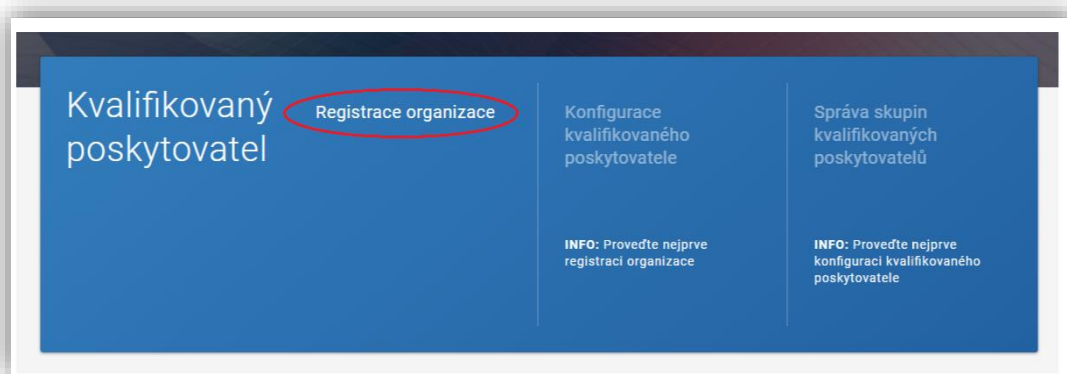 Kvalifikovaný
poskytovatel
Registrace organizace
Konfigurace
kvalifikovaného
poskytovatele
INFO: Proveďte nejprve
registraci organizace
Správa skupin
kvalifikovaných
poskytovatelů
INFO: Proveďte nejprve
konfiguraci kvalifikovaného
poskytovatele